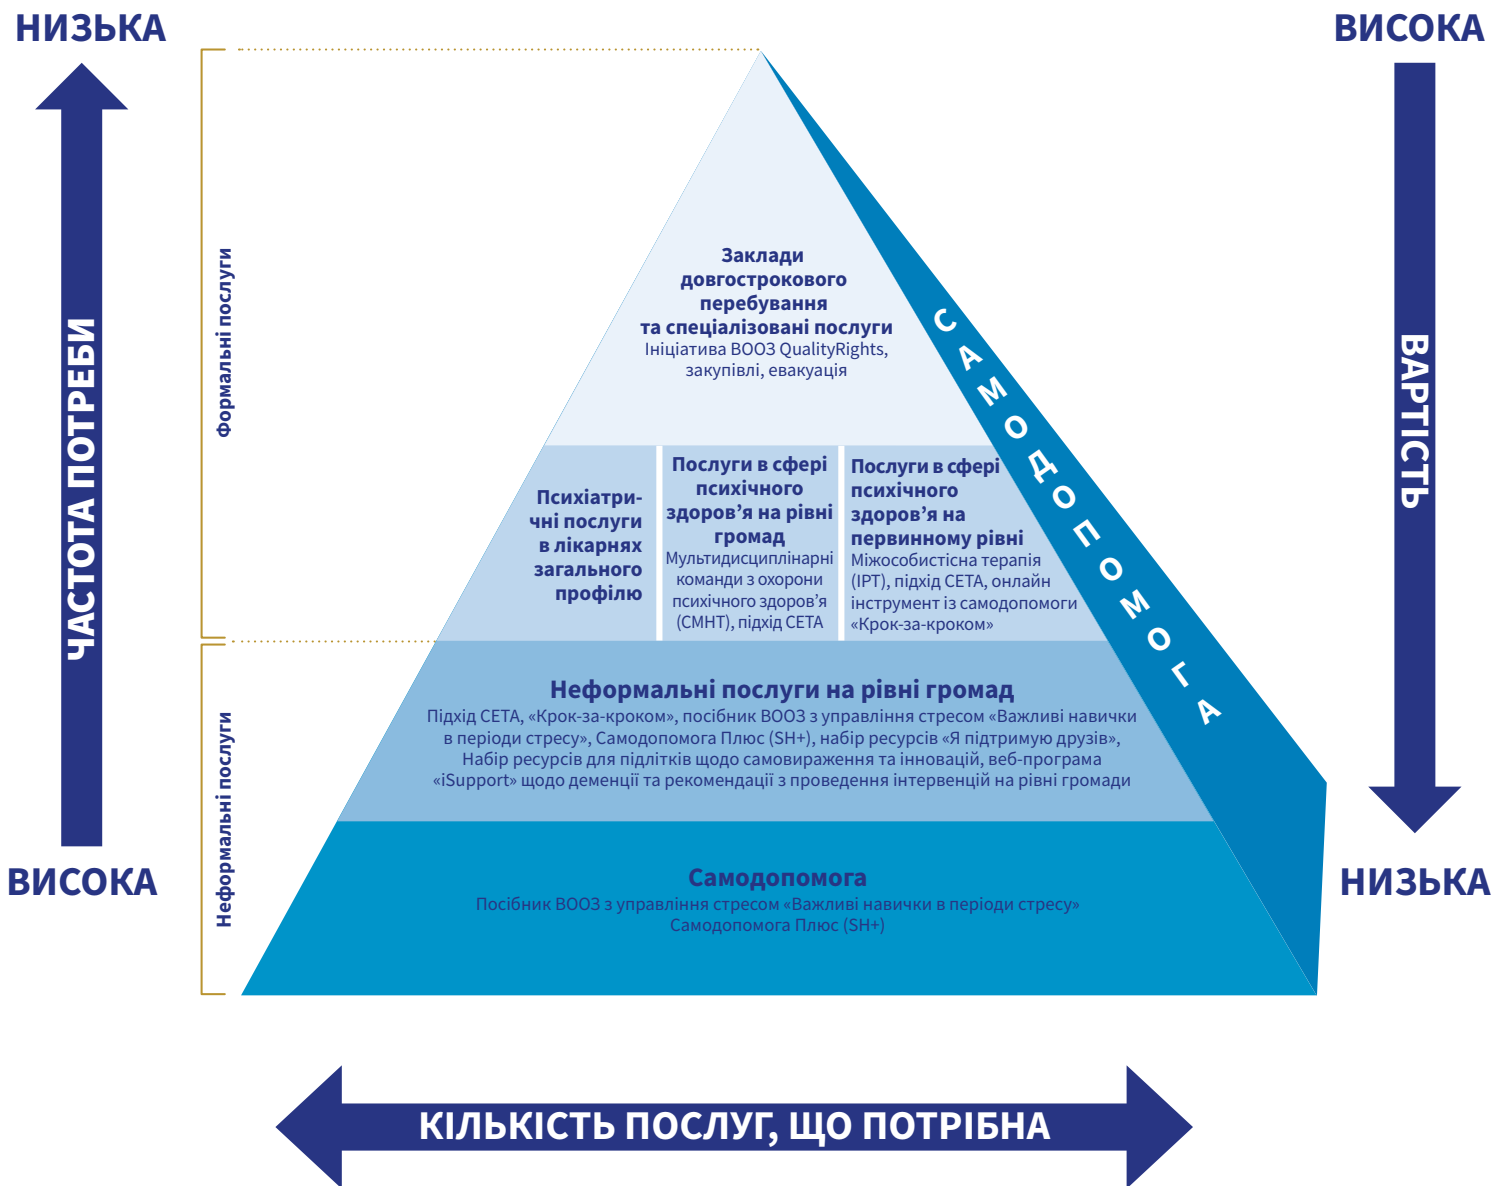 НИЗЬКА
ВИСОКА
ЧАСТОТА ПОТРЕБИ
ВАРТІСТЬ
ВИСОКА
НИЗЬКА
Формальні послуги
Неформальні послуги
Заклади
довгострокового
перебування
та спеціалізовані послуги
Ініціатива ВООЗ QualityRights,
закупівлі, евакуація
Психіатри-
чні послуги
в лікарнях
загального
профілю
Послуги в сфері
психічного
здоров’я на рівні
громад
Мультидисциплінарні
команди з охорони
психічного здоров’я
(CMHT), підхід СЕТА
Послуги в сфері
психічного
здоров’я на
первинному рівні
Міжособистісна терапія
(IPT), підхід СЕТА, онлайн
інструмент із самодопомоги
«Крок-за-кроком»
САМОДОПОМОГА
Неформальні послуги на рівні громад
Підхід СЕТА, «Крок-за-кроком», посібник ВООЗ з управління стресом «Важливі навички
в періоди стресу», Самодопомога Плюс (SH+), набір ресурсів «Я підтримую друзів»,
Набір ресурсів для підлітків щодо самовираження та інновацій, веб-програма
«iSupport» щодо деменції та рекомендації з проведення інтервенцій на рівні громади
Самодопомога
Посібник ВООЗ з управління стресом «Важливі навички в періоди стресу»
Самодопомога Плюс (SH+)
КІЛЬКІСТЬ ПОСЛУГ, ЩО ПОТРІБНА